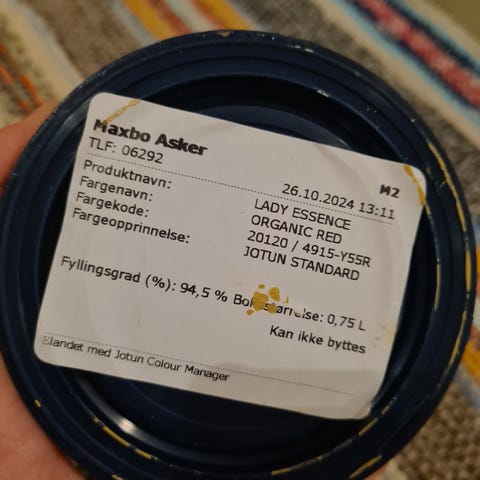 Maxbo Asker
TLF: 06292
26.10.2024 13:11 M2
Produktnavn: LADY ESSENCE
Fargenavn: ORGANIC RED
Fargekode: 20120 / 4915-Y55R
Fargeopprinnelse: JOTUN STANDARD
Fyllingsgrad (%): 94,5 % Boksstørrelse: 0,75 L
Kan ikke byttes
Blandet med Jotun Colour Manager